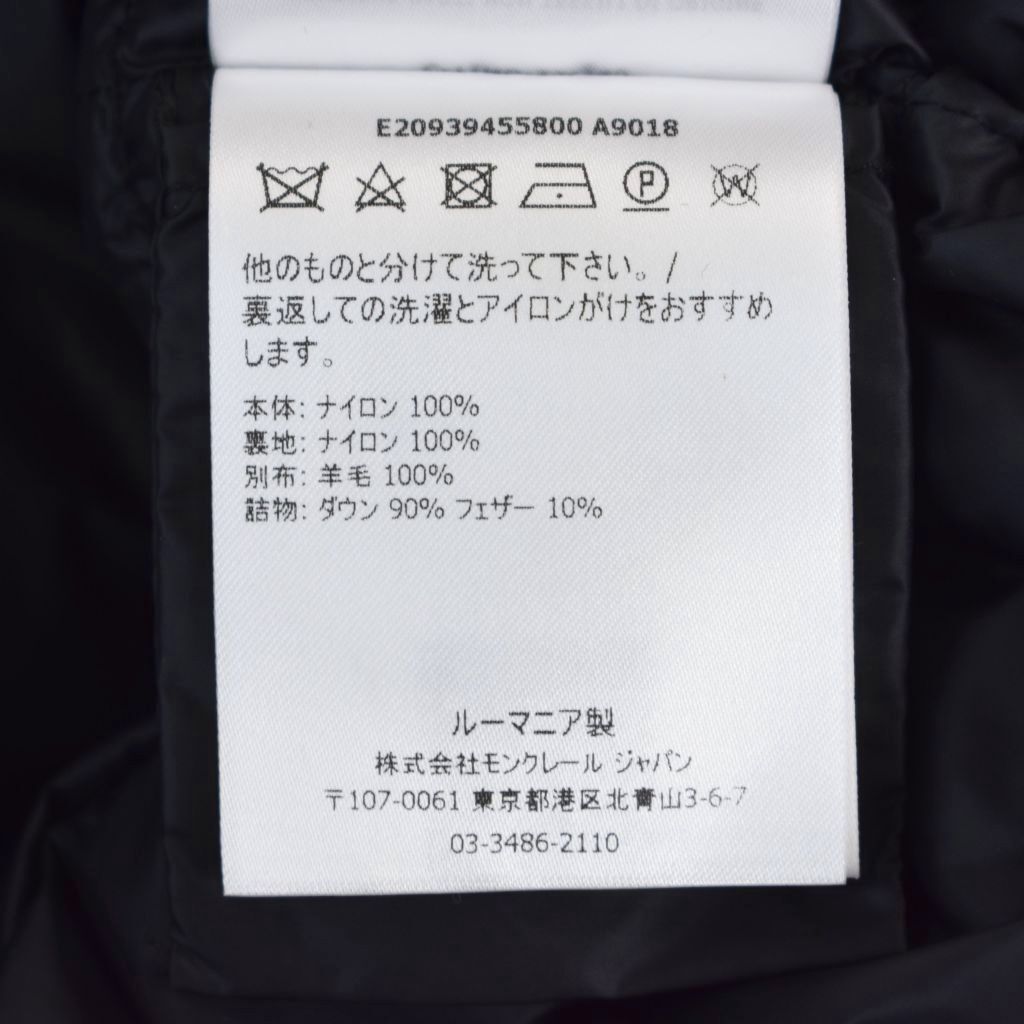 E20939455800 A9018
P
W
他のものと分けて洗って下さい。/
裏返しての洗濯とアイロンがけをおすすめ
します。
本体: ナイロン 100%
裏地: ナイロン 100%
別布: 羊毛 100%
詰物: ダウン 90% フェザー 10%
ルーマニア製
株式会社モンクレール ジャパン
〒107-0061 東京都港区北青山3-6-7
03-3486-2110